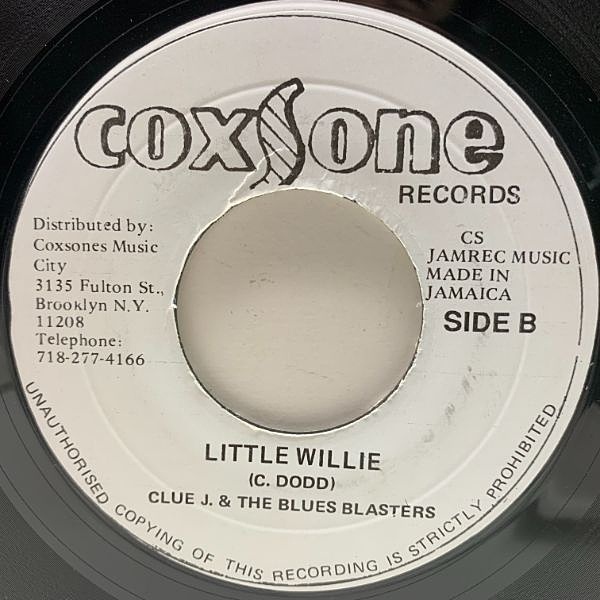 coxsone
RECORDS
Distributed by:
Coxsones Music
City
3135 Fulton St.,
Brooklyn N.Y.
11208
Telephone:
718-277-4166
CS
JAMREC MUSIC
MADE IN
JAMAICA
SIDE B
LITTLE WILLIE
(C. DODD)
CLUE J. & THE BLUES BLASTERS
UNAUTHORISED COPYING OF THIS RECORDING IS STRICTLY PROHIBITED